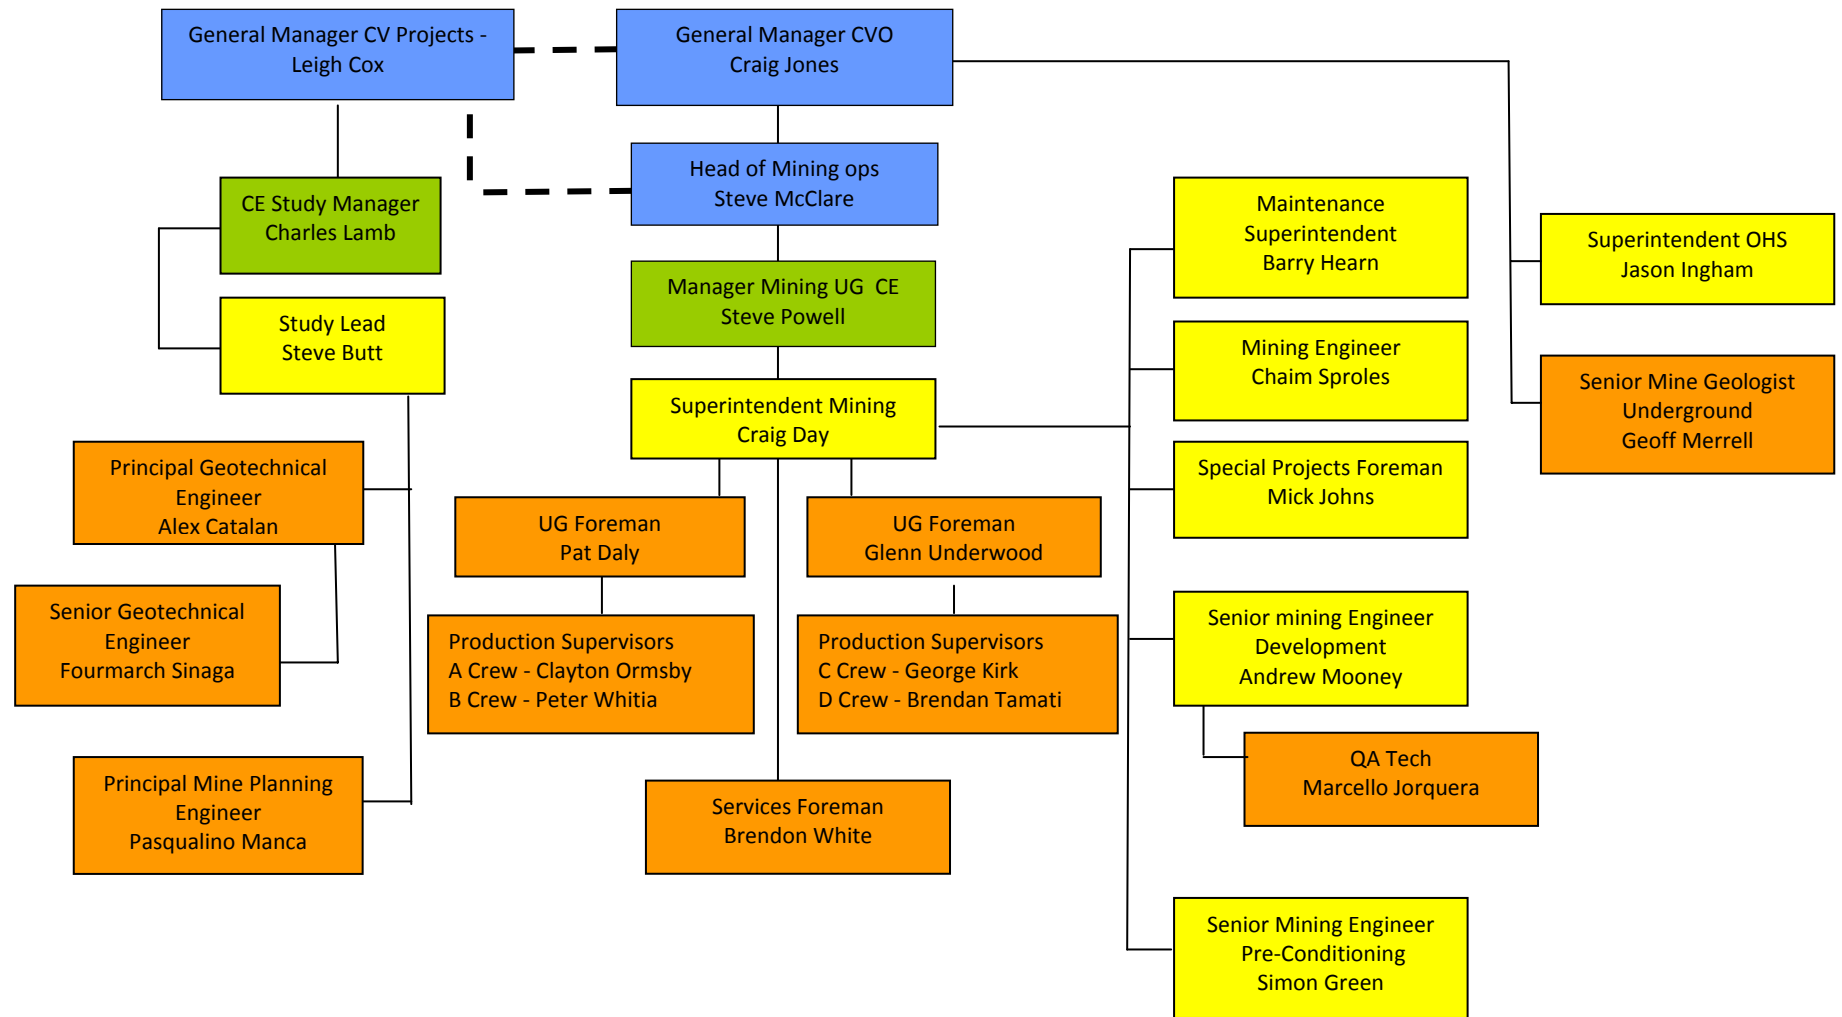 General Manager CV Projects -
Leigh Cox
General Manager CVO
Craig Jones
Head of Mining ops
Steve McClare
CE Study Manager
Charles Lamb
Maintenance
Superintendent
Barry Hearn
Superintendent OHS
Jason Ingham
Manager Mining UG  CE
Steve Powell
Study Lead
Steve Butt
Mining Engineer
Chaim Sproles
Senior Mine Geologist
Underground
Geoff Merrell
Superintendent Mining
Craig Day
Principal Geotechnical
Engineer
Alex Catalan
Special Projects Foreman
Mick Johns
UG Foreman
Pat Daly
UG Foreman
Glenn Underwood
Senior Geotechnical
Engineer
Fourmarch Sinaga
Production Supervisors
A Crew - Clayton Ormsby
B Crew - Peter Whitia
Production Supervisors
C Crew - George Kirk
D Crew - Brendan Tamati
Senior mining Engineer
Development
Andrew Mooney
QA Tech
Marcello Jorquera
Principal Mine Planning
Engineer
Pasqualino Manca
Services Foreman
Brendon White
Senior Mining Engineer
Pre-Conditioning
Simon Green